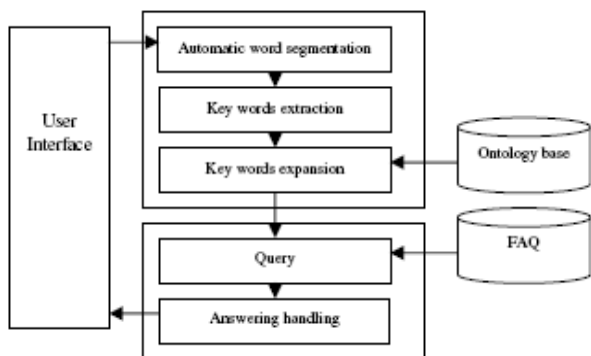 User
Interface
Automatic word segmentation
Key words extraction
Key words expansion
Ontology base
Query
FAQ
Answering handling